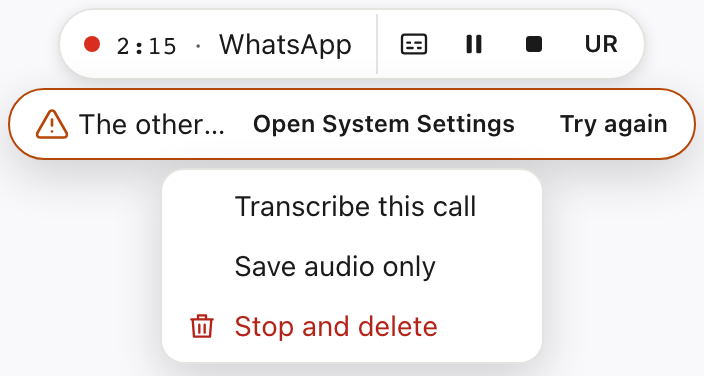 2:15 · WhatsApp UR
The other... Open System Settings Try again
Transcribe this call
Save audio only
Stop and delete